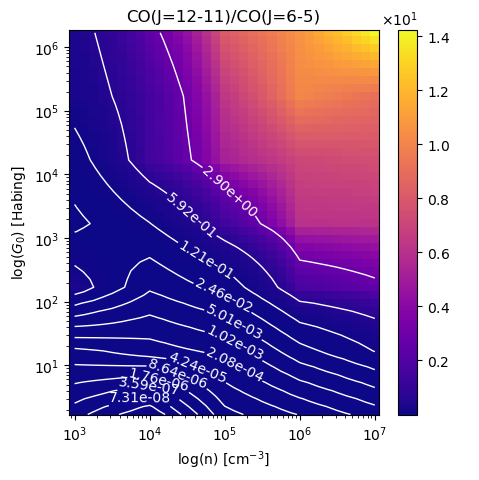 CO(J=12-11)/CO(J=6-5)
×10¹
10⁶
10⁵
10⁴
10³
10²
10¹
log(G₀) [Habing]
2.90e+00
5.92e-01
1.21e-01
2.46e-02
5.01e-03
1.02e-03
2.08e-04
4.24e-05
8.64e-06
1.76e-06
3.59e-07
7.31e-08
10³ 10⁴ 10⁵ 10⁶ 10⁷
log(n) [cm⁻³]
1.4
1.2
1.0
0.8
0.6
0.4
0.2